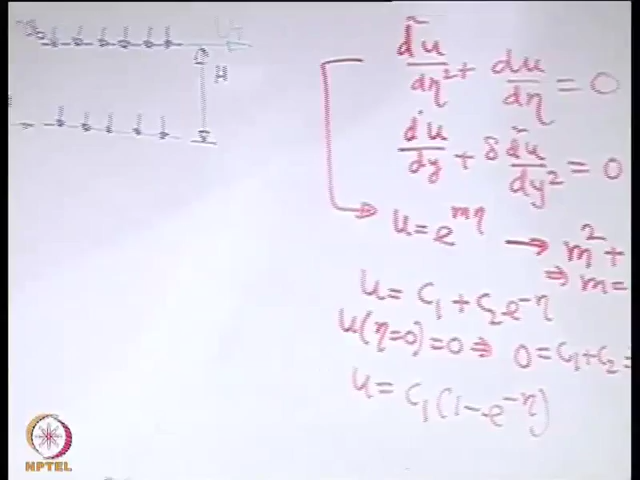 U_T
H
d²u/dη² + du/dη = 0
du/dy + δ d²u/dy² = 0
u = e^{mη} → m² +
⇒ m =
u = C₁ + C₂e^{-η}
u(η=0) = 0 ⇒ 0 = C₁ + C₂ =
u = C₁(1 - e^{-η})
NPTEL